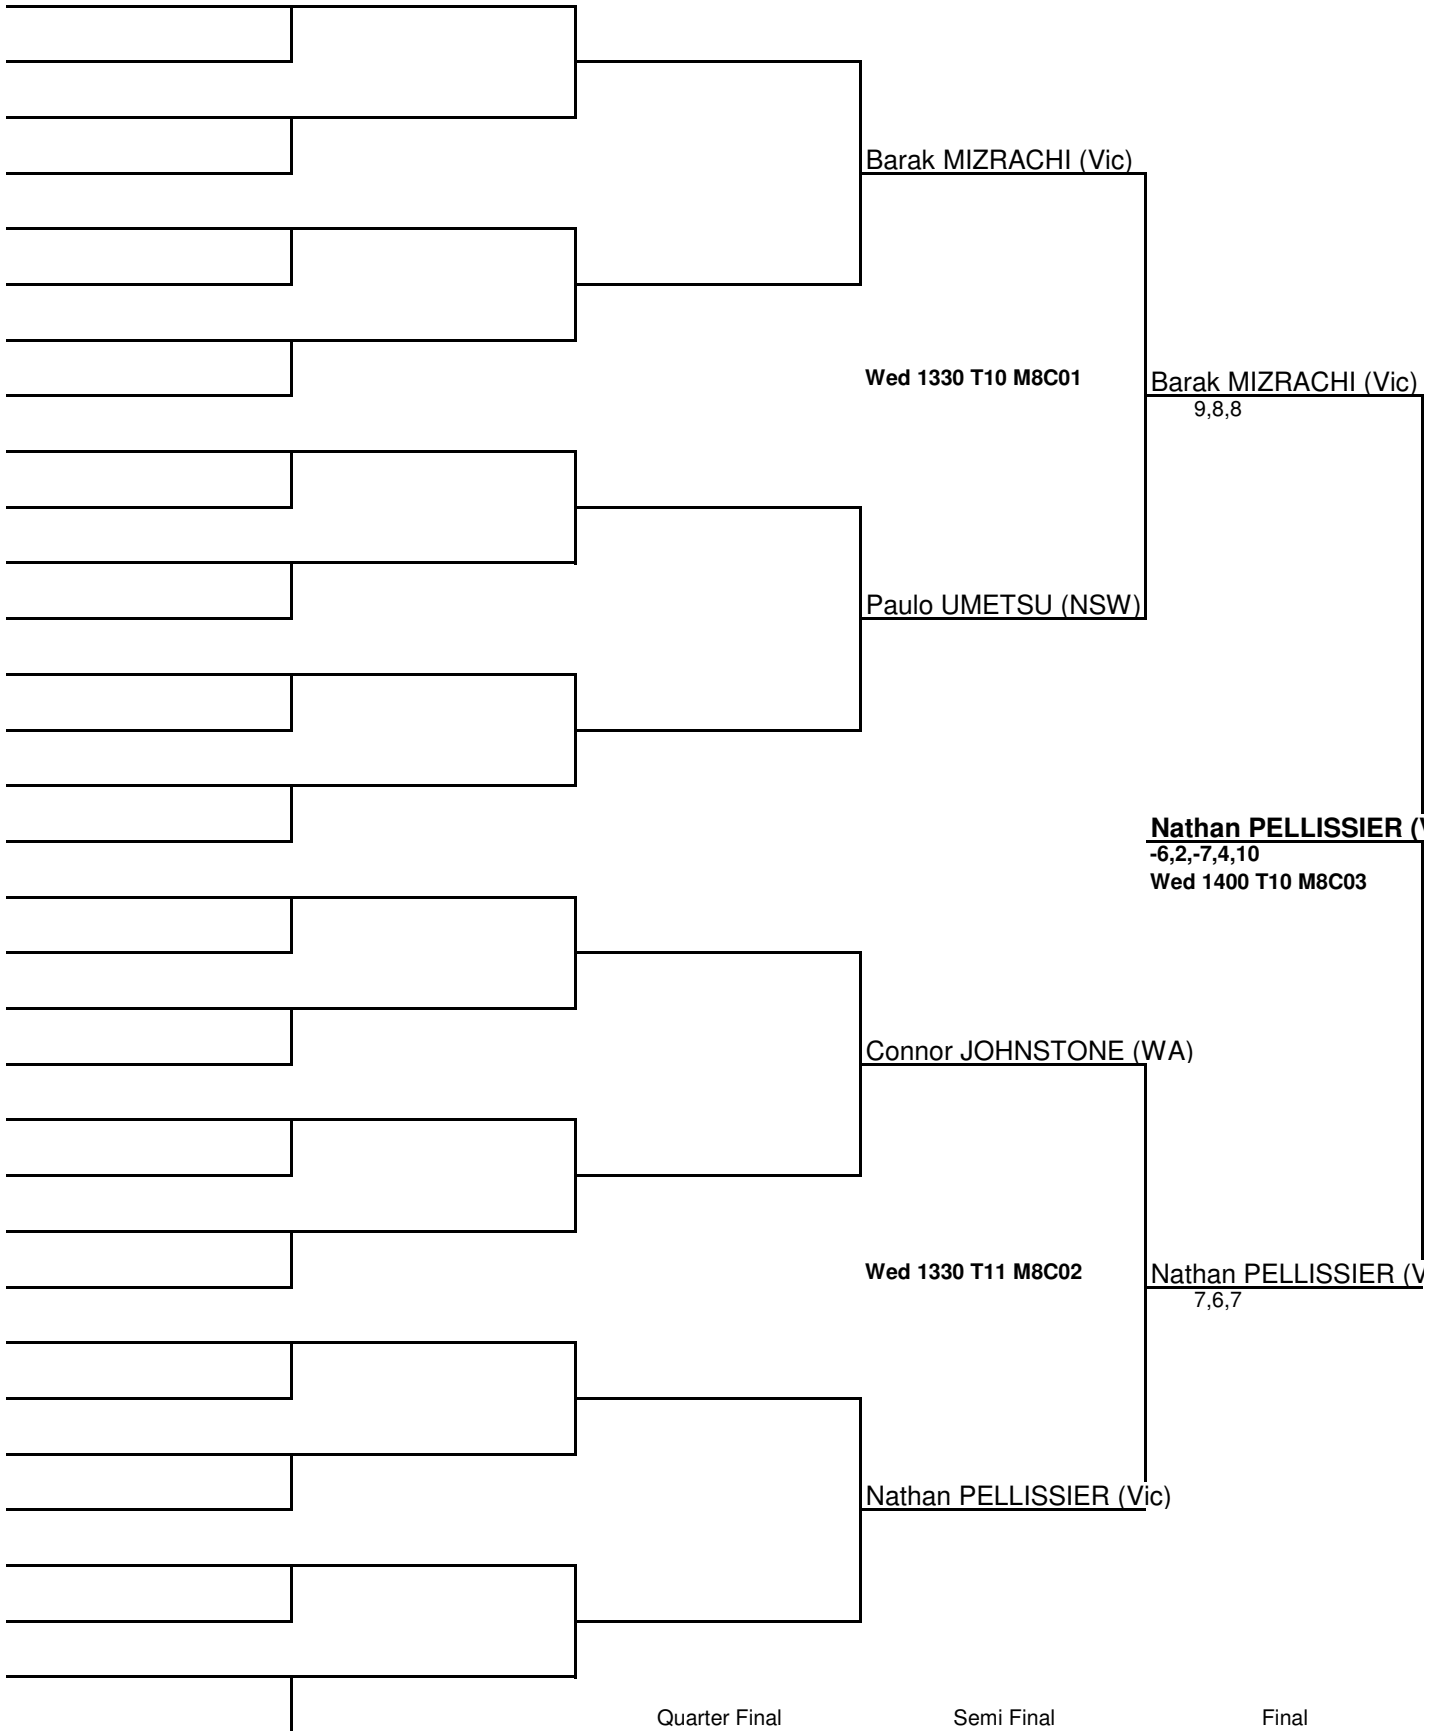 Barak MIZRACHI (Vic)
Wed 1330 T10 M8C01
Barak MIZRACHI (Vic)
9,8,8
Paulo UMETSU (NSW)
Nathan PELLISSIER (
-6,2,-7,4,10
Wed 1400 T10 M8C03
Connor JOHNSTONE (WA)
Wed 1330 T11 M8C02
Nathan PELLISSIER (V
7,6,7
Nathan PELLISSIER (Vic)
Quarter Final Semi Final Final